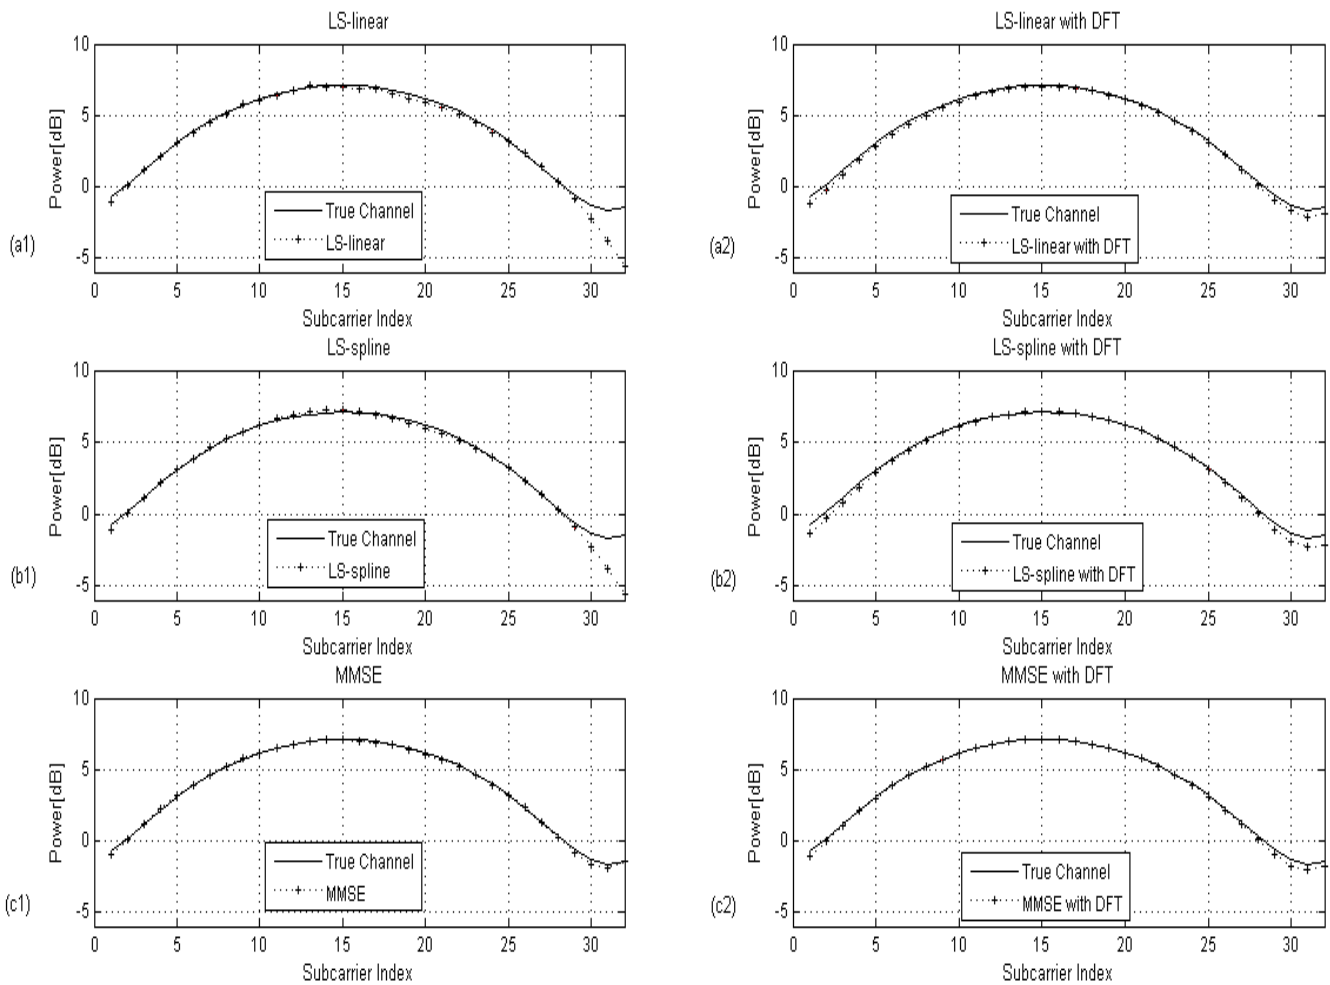 LS-linear
10
5
0
-5
Power[dB]
True Channel
LS-linear
(a1)
0 5 10 15 20 25 30
Subcarrier Index
LS-linear with DFT
10
5
0
-5
Power[dB]
True Channel
LS-linear with DFT
(a2)
0 5 10 15 20 25 30
Subcarrier Index
LS-spline
10
5
0
-5
Power[dB]
True Channel
LS-spline
(b1)
0 5 10 15 20 25 30
Subcarrier Index
LS-spline with DFT
10
5
0
-5
Power[dB]
True Channel
LS-spline with DFT
(b2)
0 5 10 15 20 25 30
Subcarrier Index
MMSE
10
5
0
-5
Power[dB]
True Channel
MMSE
(c1)
0 5 10 15 20 25 30
Subcarrier Index
MMSE with DFT
10
5
0
-5
Power[dB]
True Channel
MMSE with DFT
(c2)
0 5 10 15 20 25 30
Subcarrier Index